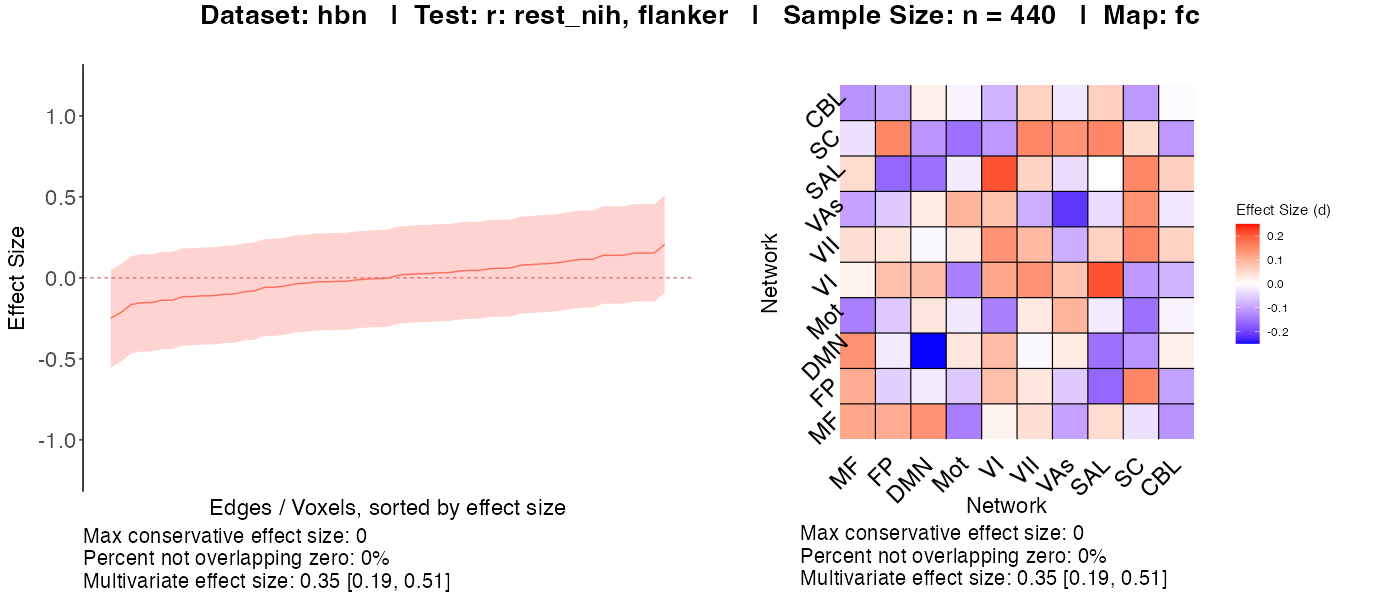 Dataset: hbn | Test: r: rest_nih, flanker | Sample Size: n = 440 | Map: fc
1.0
0.5
0.0
-0.5
-1.0
Effect Size
Edges / Voxels, sorted by effect size
Max conservative effect size: 0
Percent not overlapping zero: 0%
Multivariate effect size: 0.35 [0.19, 0.51]
Network
CBL
SC
SAL
VAs
VII
VI
Mot
DMN
FP
MF
MF FP DMN Mot VI VII VAs SAL SC CBL
Network
Max conservative effect size: 0
Percent not overlapping zero: 0%
Multivariate effect size: 0.35 [0.19, 0.51]
Effect Size (d)
0.2
0.1
0.0
-0.1
-0.2